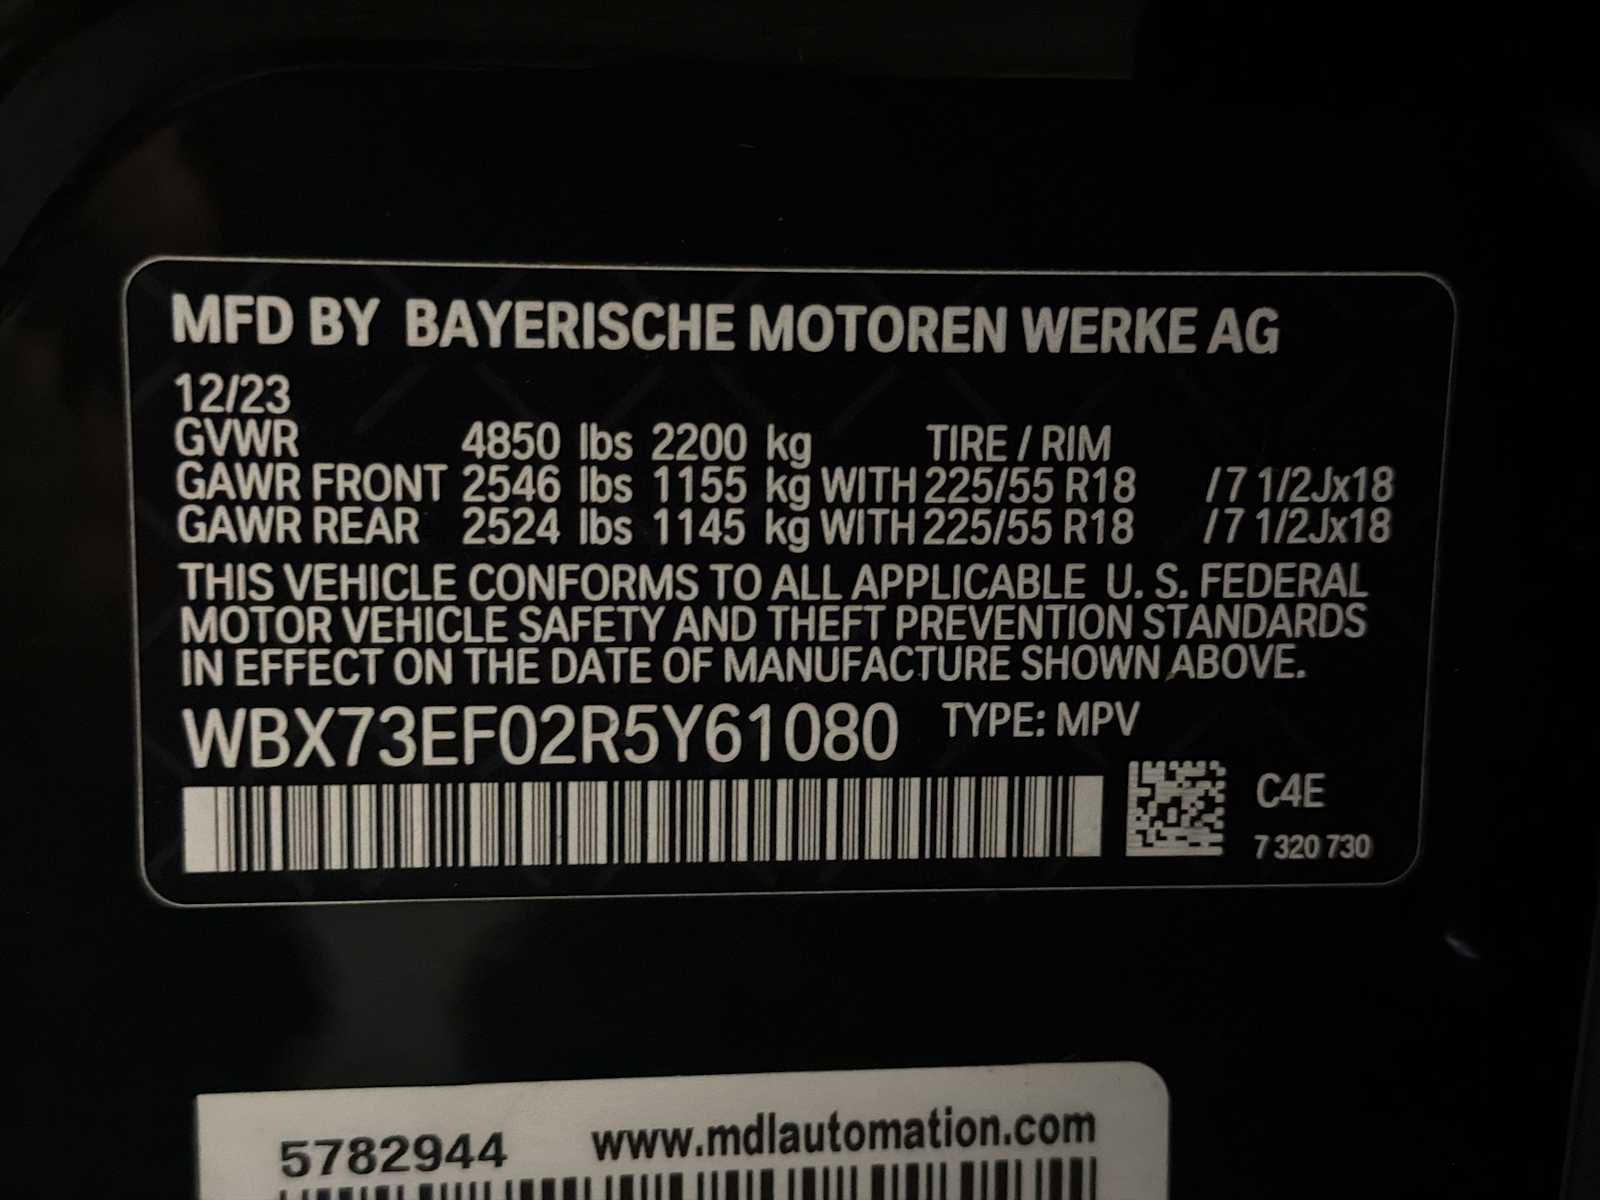 MFD BY BAYERISCHE MOTOREN WERKE AG
12/23
GVWR 4850 lbs 2200 kg TIRE / RIM
GAWR FRONT 2546 lbs 1155 kg WITH 225/55 R18 /7 1/2Jx18
GAWR REAR 2524 lbs 1145 kg WITH 225/55 R18 /7 1/2Jx18
THIS VEHICLE CONFORMS TO ALL APPLICABLE U. S. FEDERAL
MOTOR VEHICLE SAFETY AND THEFT PREVENTION STANDARDS
IN EFFECT ON THE DATE OF MANUFACTURE SHOWN ABOVE.
WBX73EF02R5Y61080 TYPE: MPV
C4E
7 320 730
5782944 www.mdlautomation.com